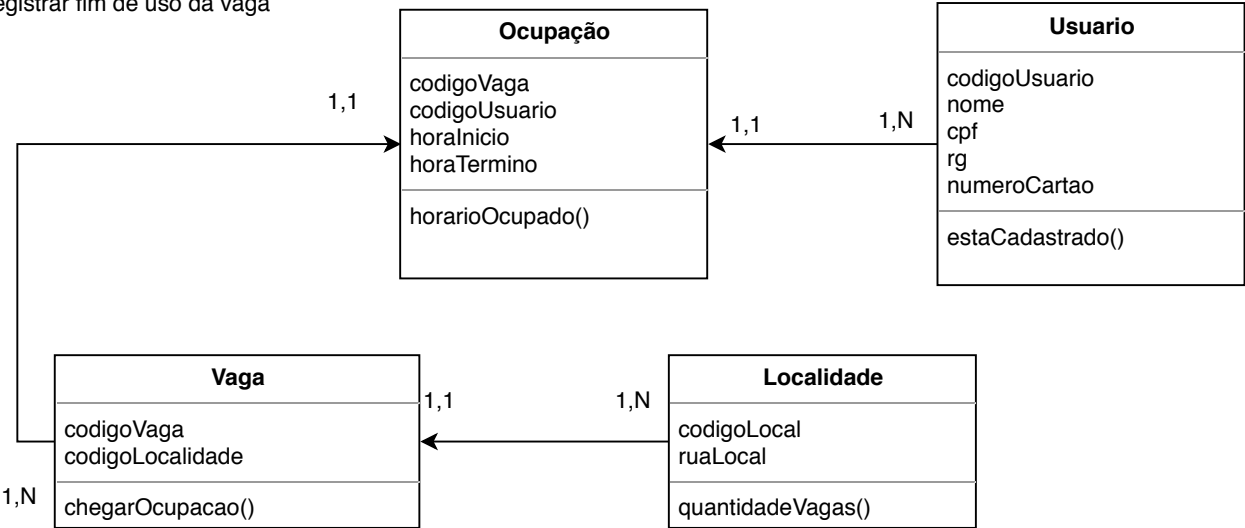 egistrar fim de uso da vaga
Ocupação
codigoVaga
codigoUsuario
horaInicio
horaTermino
horarioOcupado()
1,1
1,1
1,N
Usuario
codigoUsuario
nome
cpf
rg
numeroCartao
estaCadastrado()
Vaga
codigoVaga
codigoLocalidade
chegarOcupacao()
1,N
1,1
1,N
Localidade
codigoLocal
ruaLocal
quantidadeVagas()